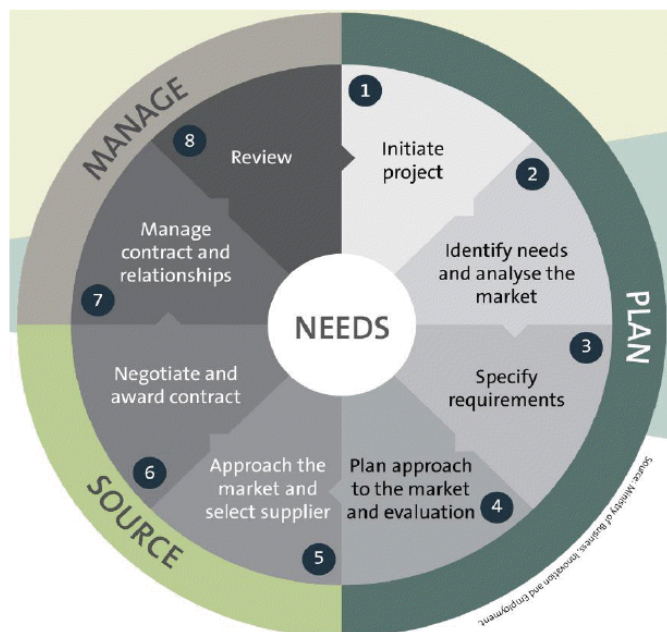 MANAGE
PLAN
SOURCE
NEEDS
1
Initiate
project
2
Identify needs
and analyse the
market
3
Specify
requirements
4
Plan approach
to the market
and evaluation
5
Approach the
market and
select supplier
6
Negotiate and
award contract
7
Manage
contract and
relationships
8
Review
Source: Ministry of Business, Innovation and Employment